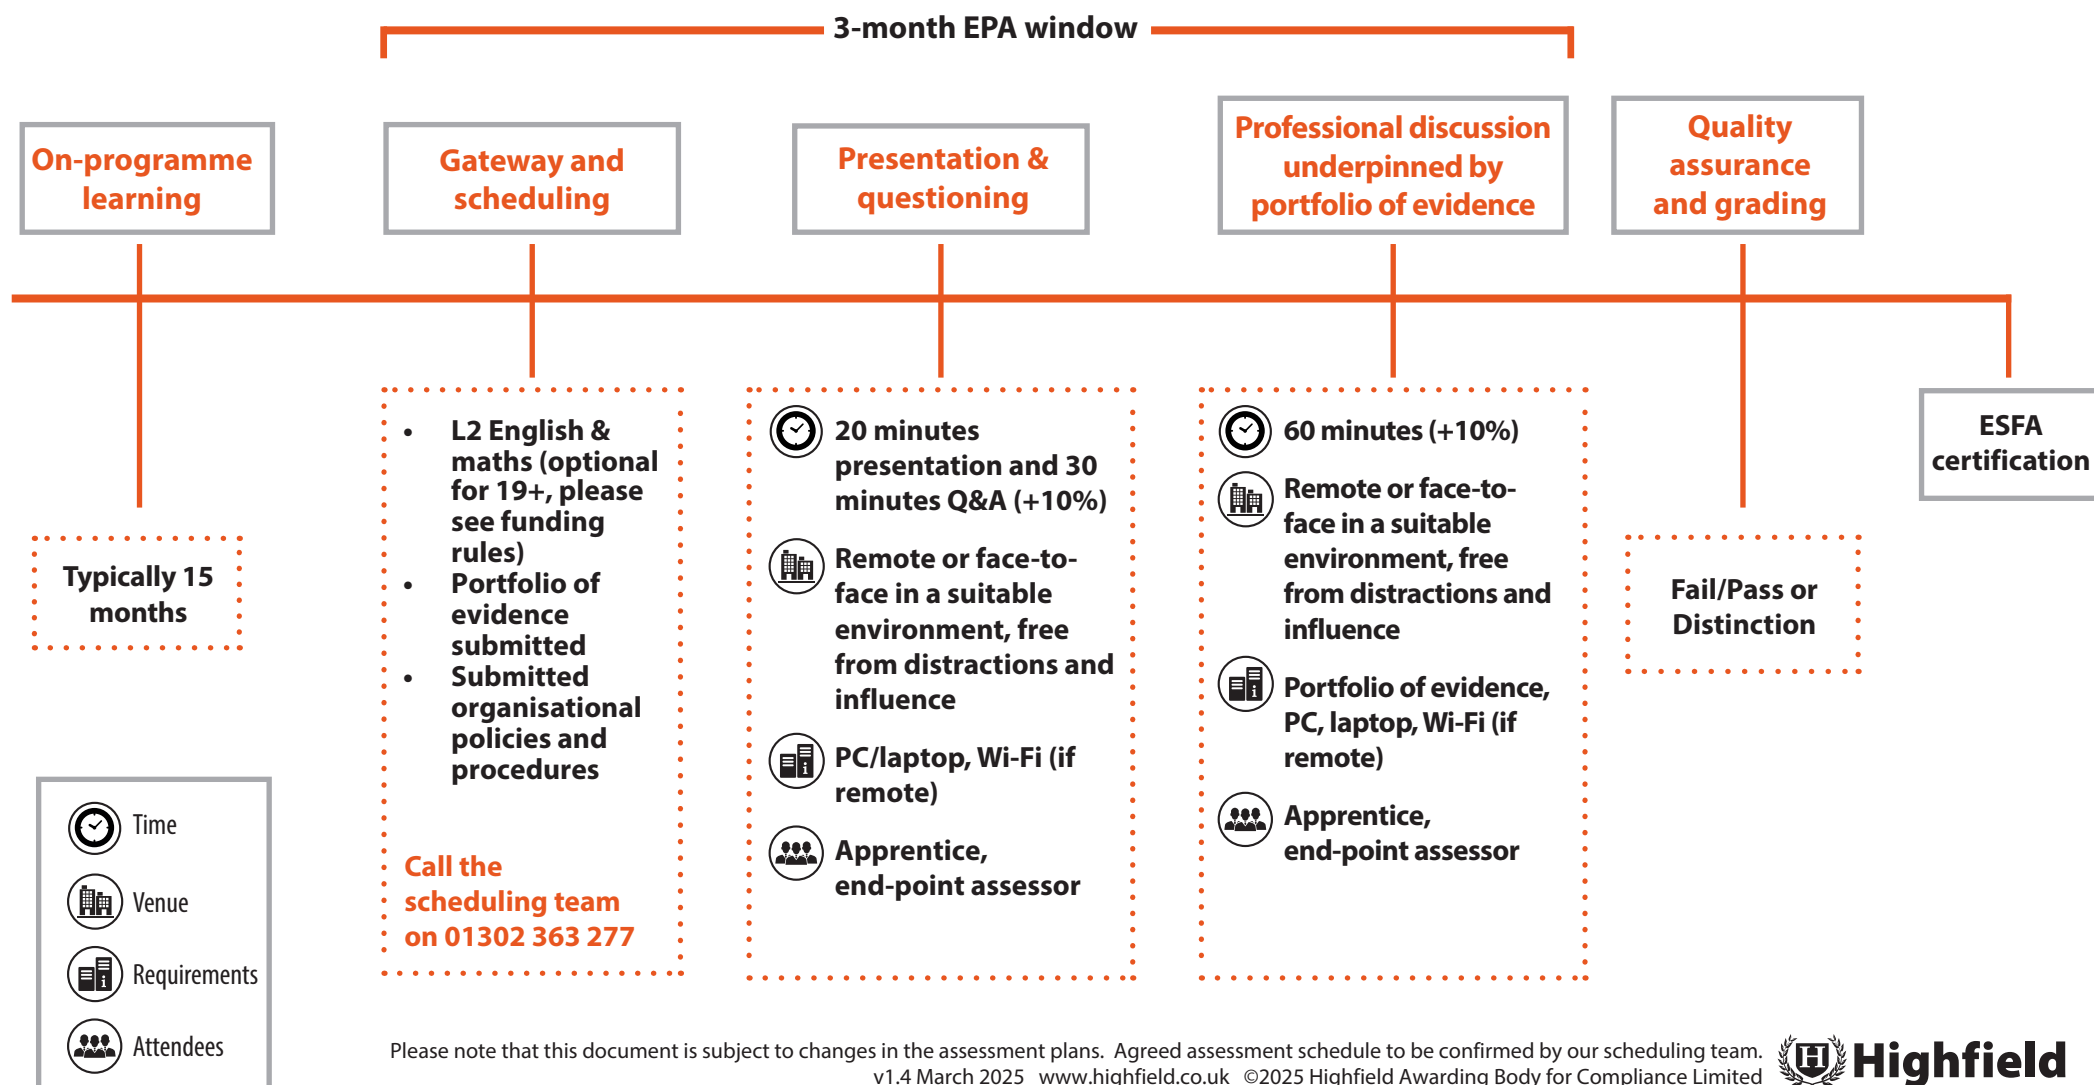 3-month EPA window
On-programme
learning
Gateway and
scheduling
Presentation &
questioning
Professional discussion
underpinned by
portfolio of evidence
Quality
assurance
and grading
Typically 15
months
• L2 English &
maths (optional
for 19+, please
see funding
rules)
• Portfolio of
evidence
submitted
• Submitted
organisational
policies and
procedures
Call the
scheduling team
on 01302 363 277
20 minutes
presentation and 30
minutes Q&A (+10%)
Remote or face-to-
face in a suitable
environment, free
from distractions and
influence
PC/laptop, Wi-Fi (if
remote)
Apprentice,
end-point assessor
60 minutes (+10%)
Remote or face-to-
face in a suitable
environment, free
from distractions and
influence
Portfolio of evidence,
PC, laptop, Wi-Fi (if
remote)
Apprentice,
end-point assessor
Fail/Pass or
Distinction
ESFA
certification
Time
Venue
Requirements
Attendees
Please note that this document is subject to changes in the assessment plans. Agreed assessment schedule to be confirmed by our scheduling team.
v1.4 March 2025 www.highfield.co.uk ©2025 Highfield Awarding Body for Compliance Limited
H Highfield